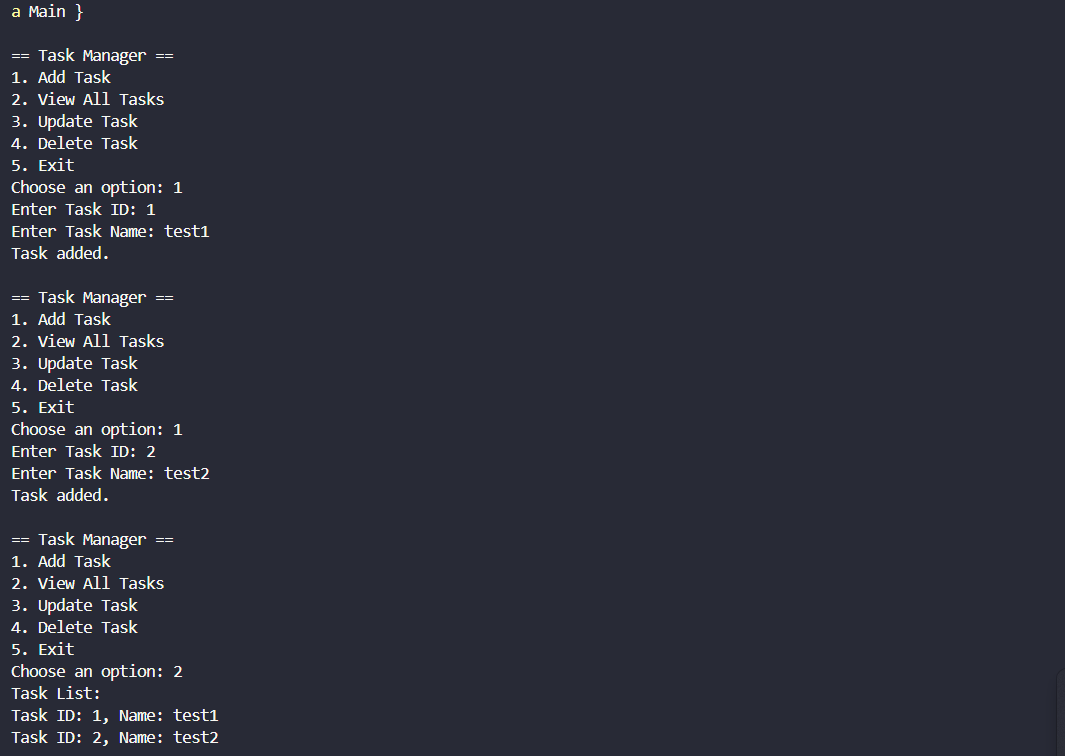 a Main }
== Task Manager ==
1. Add Task
2. View All Tasks
3. Update Task
4. Delete Task
5. Exit
Choose an option: 1
Enter Task ID: 1
Enter Task Name: test1
Task added.
== Task Manager ==
1. Add Task
2. View All Tasks
3. Update Task
4. Delete Task
5. Exit
Choose an option: 1
Enter Task ID: 2
Enter Task Name: test2
Task added.
== Task Manager ==
1. Add Task
2. View All Tasks
3. Update Task
4. Delete Task
5. Exit
Choose an option: 2
Task List:
Task ID: 1, Name: test1
Task ID: 2, Name: test2